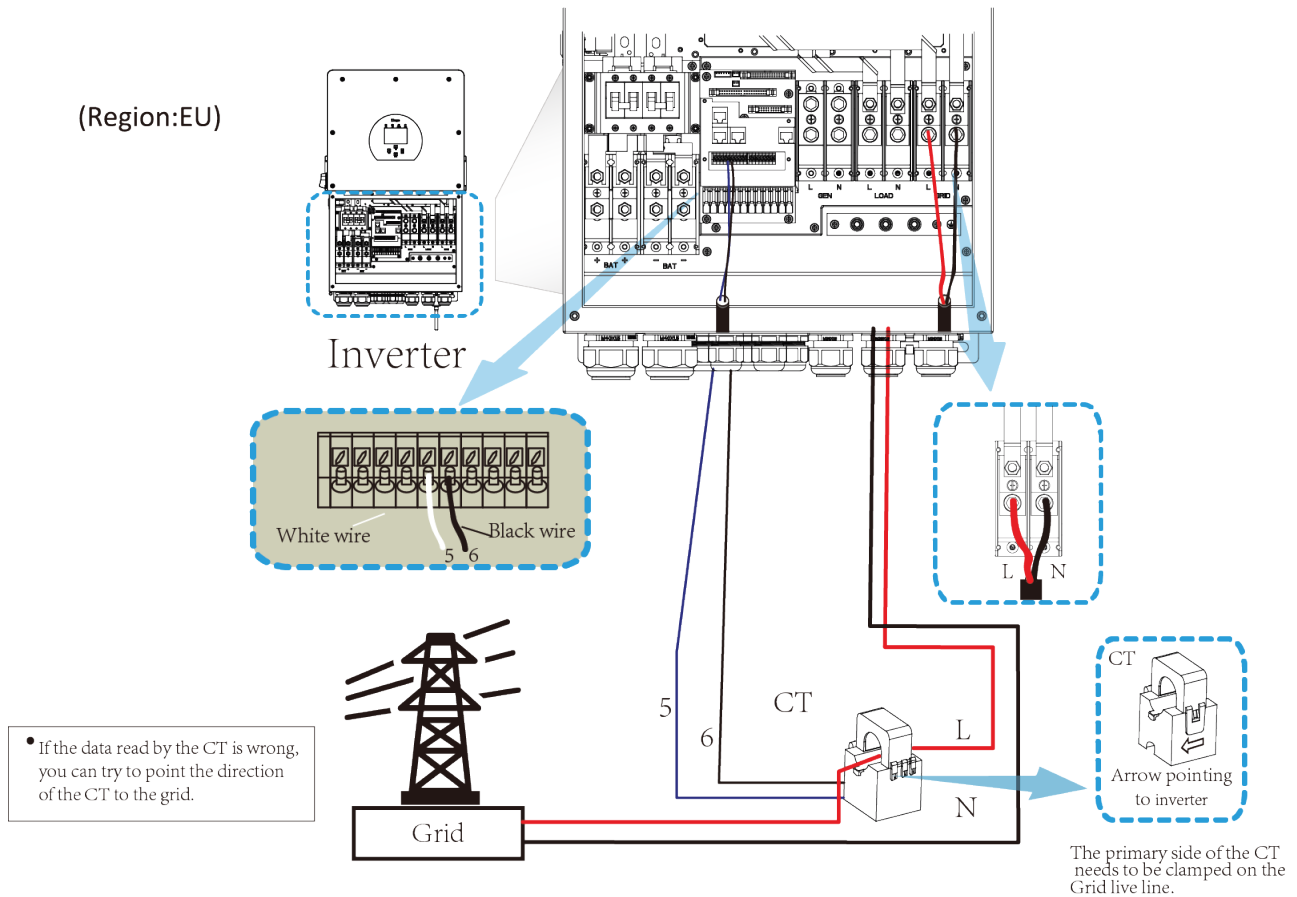 (Region:EU)
L
N
L
N
L
N
GEN
LOAD
GRID
+
BAT
+
-
BAT
-
Inverter
White wire
Black wire
5
6
L
N
5
6
CT
L
N
CT
Arrow pointing
to inverter
• If the data read by the CT is wrong,
you can try to point the direction
of the CT to the grid.
Grid
The primary side of the CT
needs to be clamped on the
Grid live line.